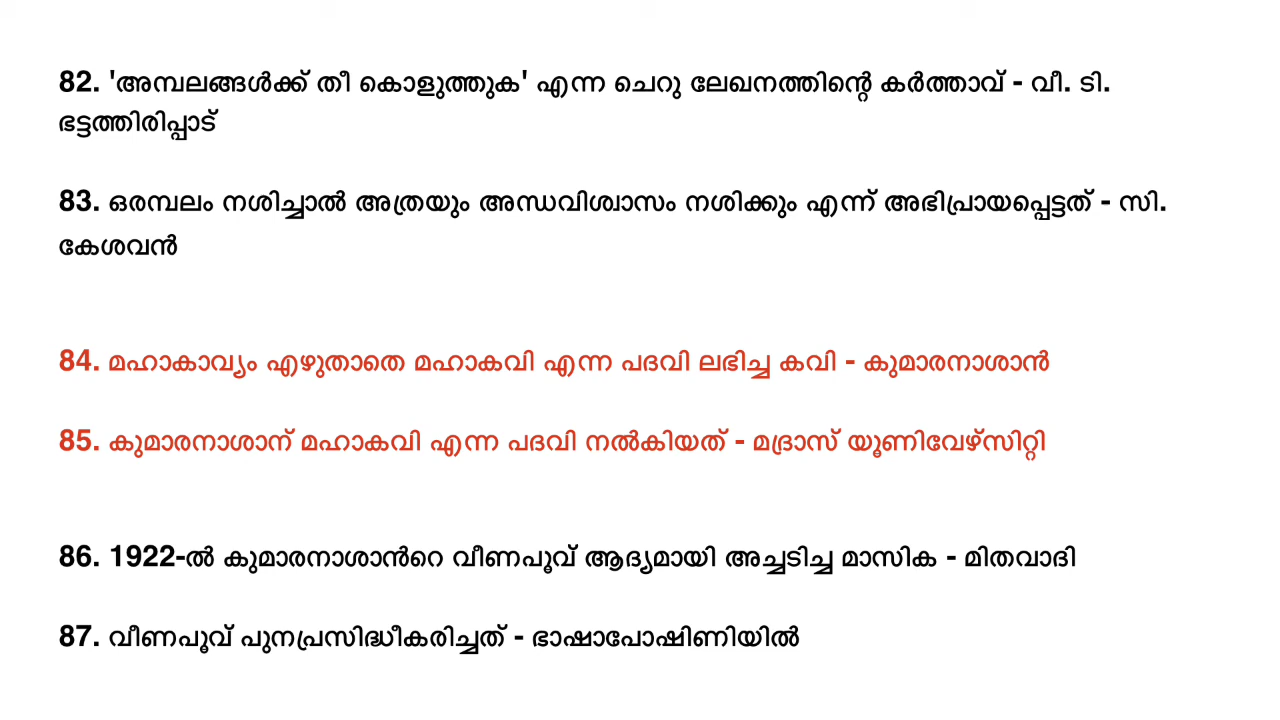 82. 'അമ്പലങ്ങൾക്ക് തീ കൊളുത്തുക' എന്ന ചെറു ലേഖനത്തിന്റെ കർത്താവ് - വീ. ടി.
ഭട്ടത്തിരിപ്പാട്
83. ഒരമ്പലം നശിച്ചാൽ അത്രയും അന്ധവിശ്വാസം നശിക്കും എന്ന് അഭിപ്രായപ്പെട്ടത് - സി.
കേശവൻ
84. മഹാകാവ്യം എഴുതാതെ മഹാകവി എന്ന പദവി ലഭിച്ച കവി - കുമാരനാശാൻ
85. കുമാരനാശാന് മഹാകവി എന്ന പദവി നൽകിയത് - മദ്രാസ് യൂണിവേഴ്സിറ്റി
86. 1922-ൽ കുമാരനാശാൻറെ വീണപൂവ് ആദ്യമായി അച്ചടിച്ച മാസിക - മിതവാദി
87. വീണപൂവ് പുനപ്രസിദ്ധീകരിച്ചത് - ഭാഷാപോഷിണിയിൽ